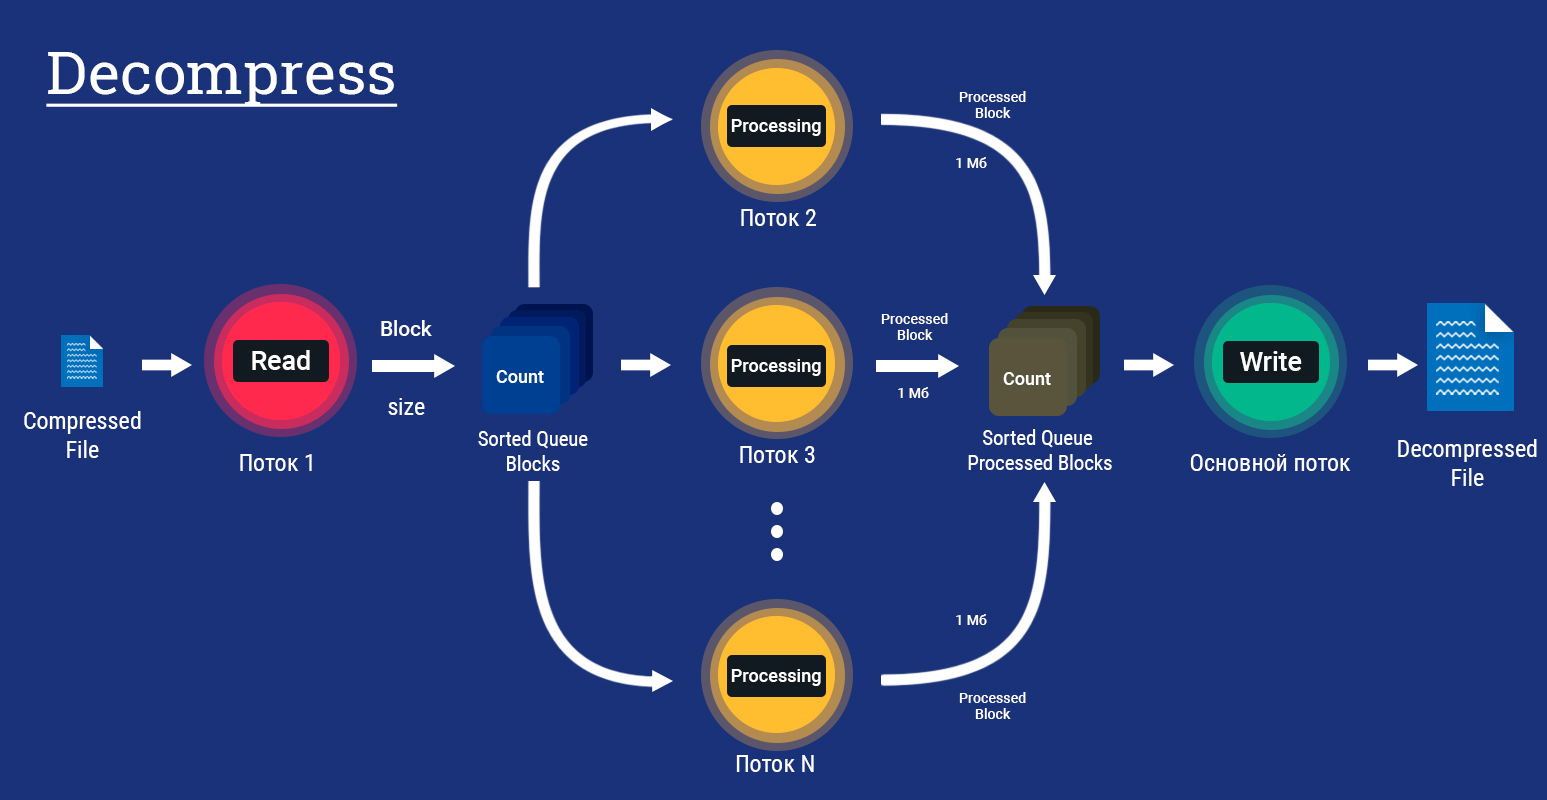 Decompress
Compressed
File
Read
Поток 1
Block
size
Count
Sorted Queue
Blocks
Processing
Поток 2
Processing
Поток 3
Processing
Поток N
Processed
Block
1 Мб
Processed
Block
1 Мб
1 Мб
Processed
Block
Count
Sorted Queue
Processed Blocks
Write
Основной поток
Decompressed
File